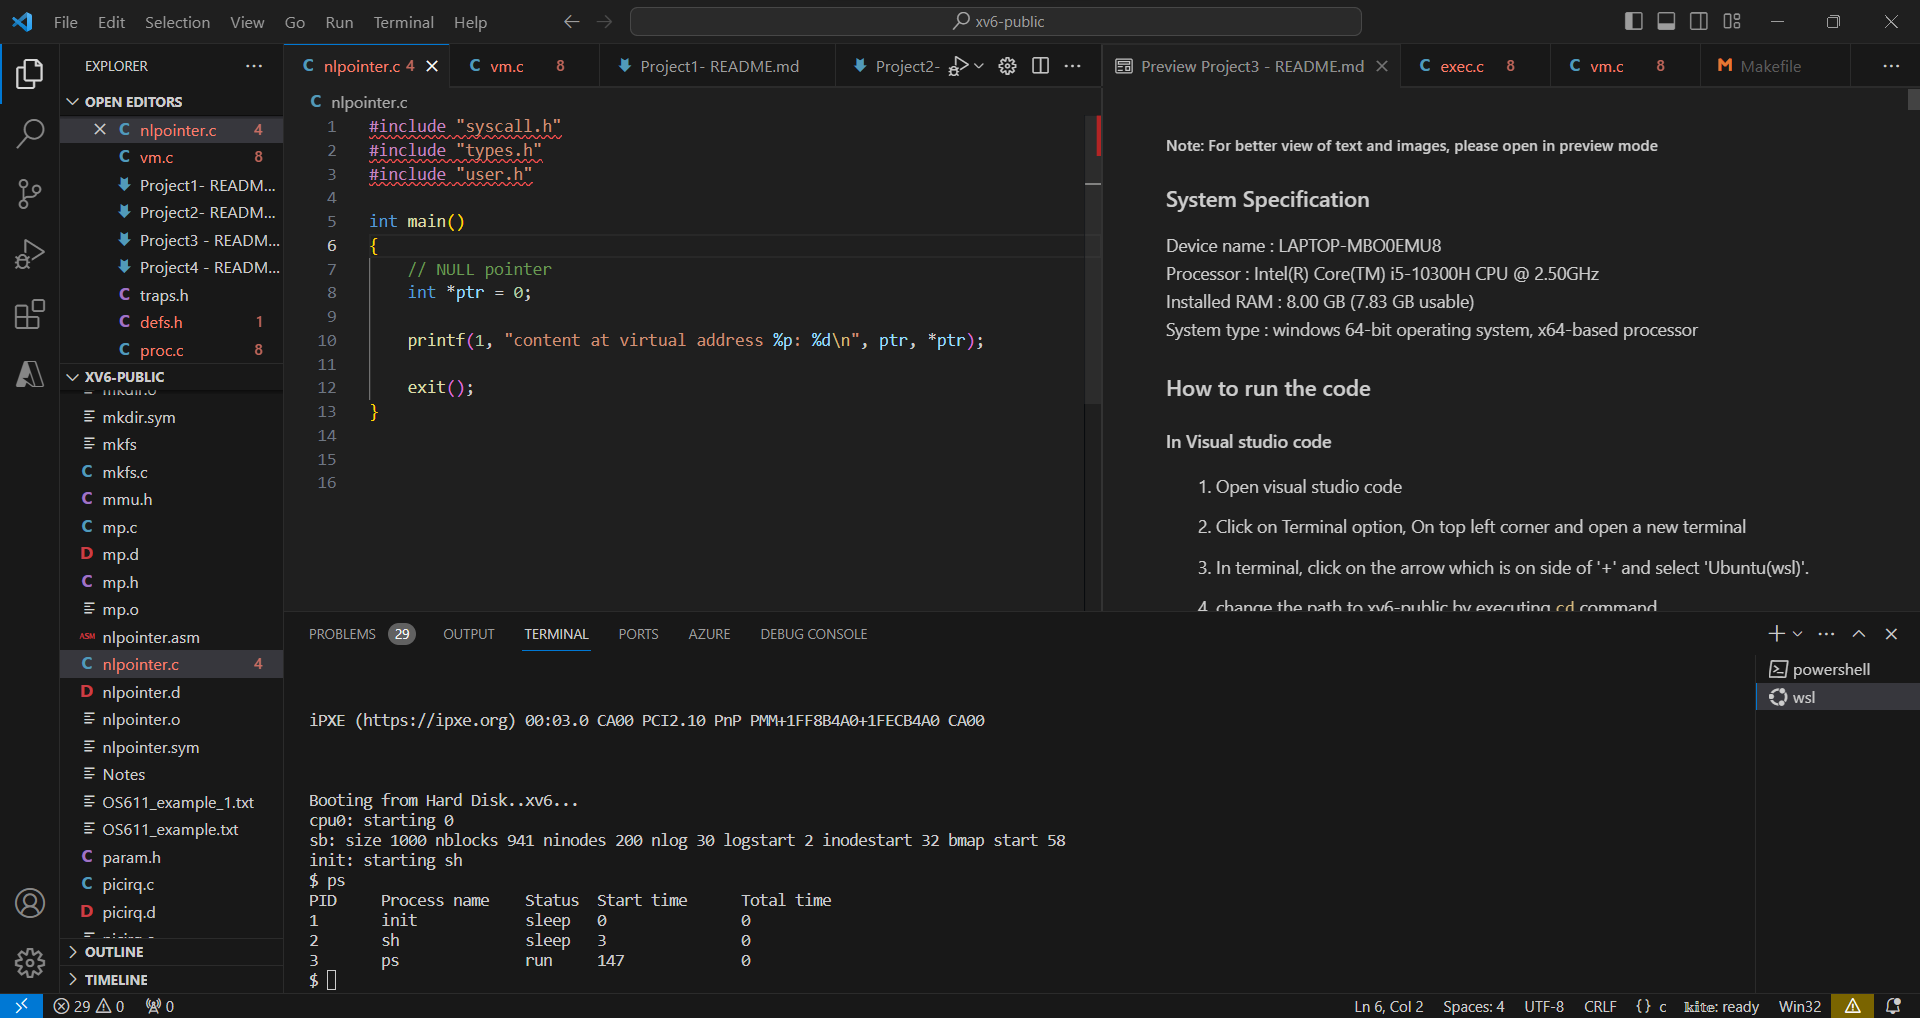 File Edit Selection View Go Run Terminal Help
xv6-public
EXPLORER
OPEN EDITORS
nlpointer.c 4
vm.c 8
Project1- READM...
Project2- READM...
Project3 - READM...
Project4 - READM...
traps.h
defs.h 1
proc.c 8
XV6-PUBLIC
mkdir.o
mkdir.sym
mkfs
mkfs.c
mmu.h
mp.c
mp.d
mp.h
mp.o
nlpointer.asm
nlpointer.c 4
nlpointer.d
nlpointer.o
nlpointer.sym
Notes
OS611_example_1.txt
OS611_example.txt
param.h
picirq.c
picirq.d
OUTLINE
TIMELINE
nlpointer.c 4 vm.c 8 Project1- README.md Project2-
nlpointer.c
1 #include "syscall.h"
2 #include "types.h"
3 #include "user.h"
4
5 int main()
6 {
7 // NULL pointer
8 int *ptr = 0;
9
10 printf(1, "content at virtual address %p: %d\n", ptr, *ptr);
11
12 exit();
13 }
14
15
16
Preview Project3 - README.md exec.c 8 vm.c 8 Makefile
Note: For better view of text and images, please open in preview mode
System Specification
Device name : LAPTOP-MBO0EMU8
Processor : Intel(R) Core(TM) i5-10300H CPU @ 2.50GHz
Installed RAM : 8.00 GB (7.83 GB usable)
System type : windows 64-bit operating system, x64-based processor
How to run the code
In Visual studio code
1. Open visual studio code
2. Click on Terminal option, On top left corner and open a new terminal
3. In terminal, click on the arrow which is on side of '+' and select 'Ubuntu(wsl)'.
4. change the path to xv6-public by executing cd command
PROBLEMS 29 OUTPUT TERMINAL PORTS AZURE DEBUG CONSOLE
iPXE (https://ipxe.org) 00:03.0 CA00 PCI2.10 PnP PMM+1FF8B4A0+1FECB4A0 CA00
Booting from Hard Disk..xv6...
cpu0: starting 0
sb: size 1000 nblocks 941 ninodes 200 nlog 30 logstart 2 inodestart 32 bmap start 58
init: starting sh
$ ps
PID Process name Status Start time Total time
1 init sleep 0 0
2 sh sleep 3 0
3 ps run 147 0
$
powershell
wsl
29 0 0 Ln 6, Col 2 Spaces: 4 UTF-8 CRLF {} c kite: ready Win32